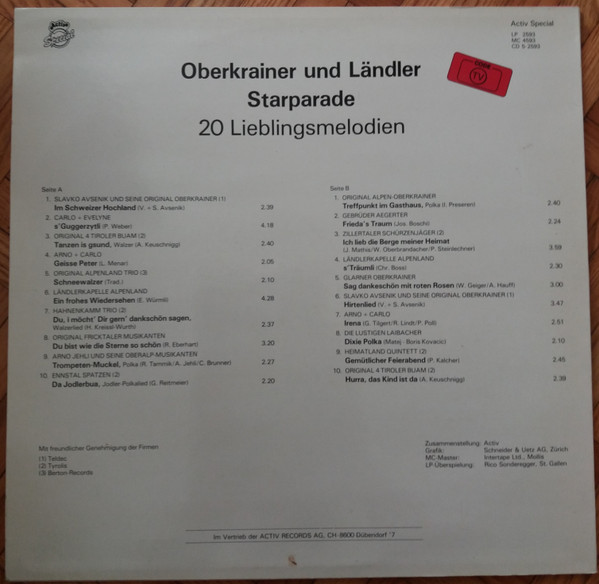 ACTIV
Special
Activ Special
LP 2593
MC 4593
CD 5 2593
Oberkrainer und Ländler
Starparade
20 Lieblingsmelodien
TV
Seite A
1. SLAVKO AVSENIK UND SEINE ORIGINAL OBERKRAINER (1)
Im Schweizer Hochland (V. + S. Avsenik) 2.39
2. CARLO + EVELYNE
s'Guggerzytli (P. Weber) 4.18
3. ORIGINAL 4 TIROLER BUAM (2)
Tanzen is gsund, Walzer (A. Keuschnigg) 2.40
4. ARNO + CARLO
Geisse Peter (L. Menar) 2.05
5. ORIGINAL ALPENLAND TRIO (3)
Schneewalzer (Trad.) 2.10
6. LÄNDLERKAPELLE ALPENLAND
Ein frohes Wiedersehen (E. Würmli) 4.28
7. HAHNENKAMM TRIO (2)
Du, i möcht' Dir gern' dankschön sagen,
Walzerlied (H. Kreissl-Wurth) 2.37
8. ORIGINAL FRICKTALER MUSIKANTEN
Du bist wie die Sterne so schön (R. Eberhart) 3.20
9. ARNO JEHLI UND SEINE OBERALP-MUSIKANTEN
Trompeten-Muckel, Polka (R. Tammik/A. Jehli/C. Brunner) 2.27
10. ENNSTAL SPATZEN (2)
Da Jodlerbua, Jodler-Polkalied (G. Rettmeier) 2.20
Seite B
1. ORIGINAL ALPEN-OBERKRAINER
Treffpunkt im Gasthaus, Polka (I. Preseren) 2.40
2. GEBRÜDER AEGERTER
Frieda's Traum (Jos. Bosch) 2.24
3. ZILLERTALER SCHÜRZENJÄGER (2)
Ich lieb die Berge meiner Heimat
(J. Mattis/W. Oberbrandacher/P. Steinlechner) 3.59
4. LÄNDLERKAPELLE ALPENLAND
s'Träumli (Chr. Boss) 2.30
5. GLARNER OBERKRAINER
Sag dankeschön mit roten Rosen (W. Geiger/A. Hauff) 3.00
6. SLAVKO AVSENIK UND SEINE ORIGINAL OBERKRAINER (1)
Hirtenlied (V. + S. Avsenik) 3.47
7. ARNO + CARLO
Irena (G. Tilgert/R. Lindt/P. Poll) 2.51
8. DIE LUSTIGEN LAIBACHER
Dixie Polka (Matej - Boris Kovacic) 2.10
9. HEIMATLAND QUINTETT (2)
Gemütlicher Feierabend (P. Kalcher) 2.45
10. ORIGINAL 4 TIROLER BUAM (2)
Hurra, das Kind ist da (A. Keuschnigg) 2.39
Mit freundlicher Genehmigung der Firmen:
(1) Teldec
(2) Tyrolis
(3) Berton-Records
Zusammenstellung: Activ
Grafik: Schneider & Uetz AG, Zürich
MC-Master: Intertape Ltd., Mollis
LP-Überspielung: Rico Sonderegger, St. Gallen
Im Vertrieb der ACTIV RECORDS AG, CH-8600 Dübendorf